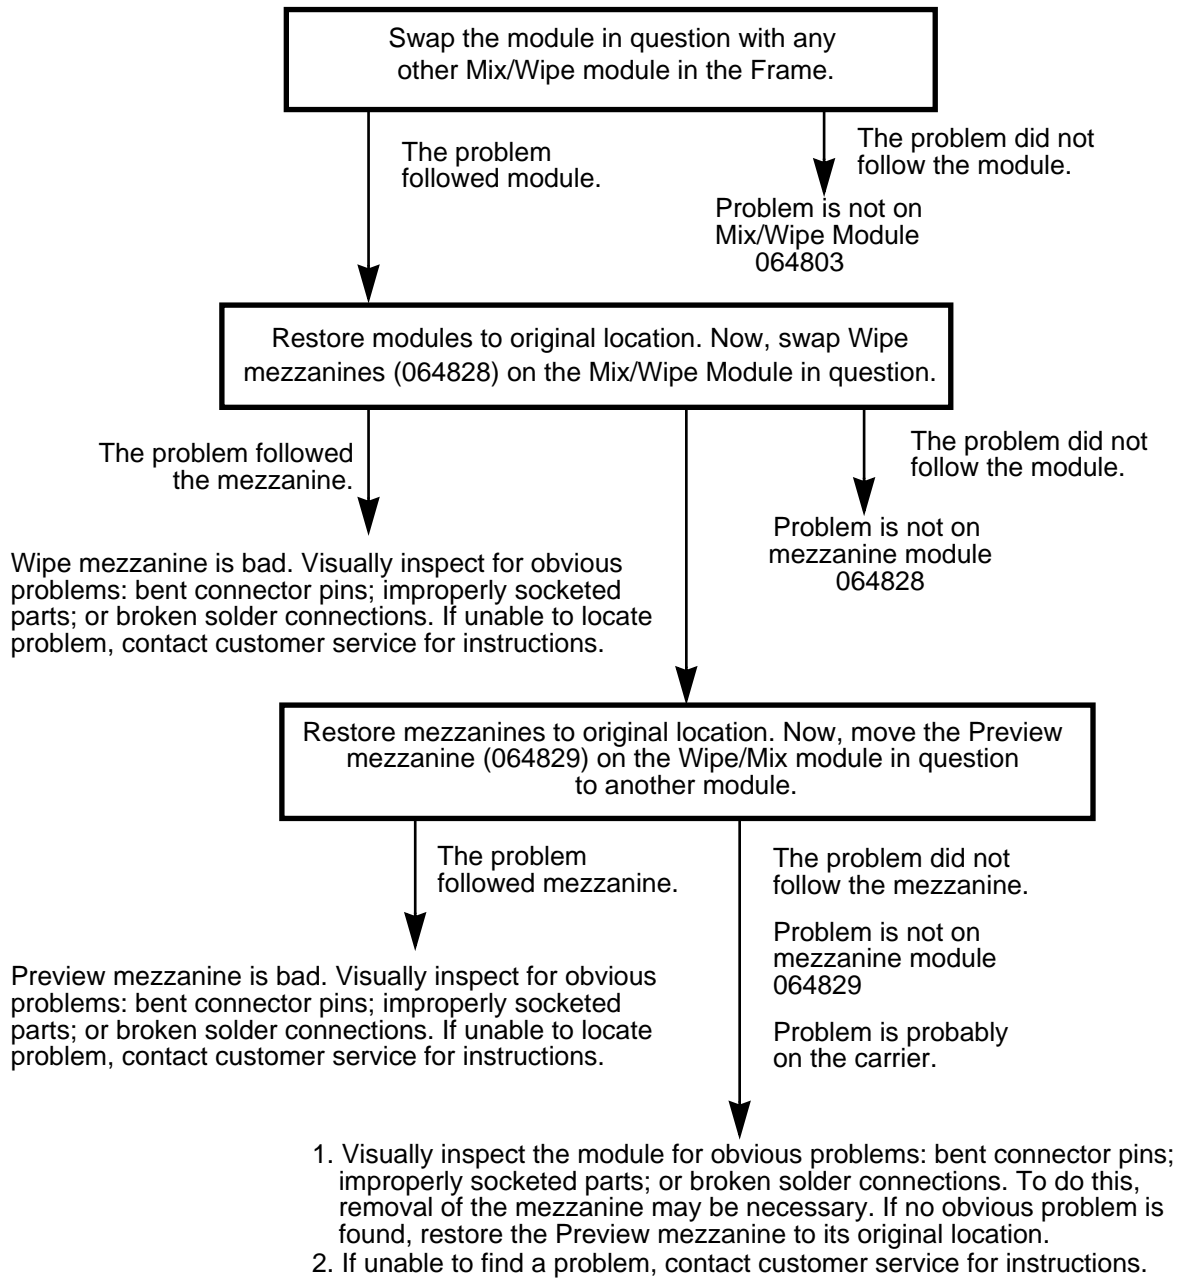 Swap the module in question with any
other Mix/Wipe module in the Frame.
The problem
followed module.
The problem did not
follow the module.
Problem is not on
Mix/Wipe Module
064803
Restore modules to original location. Now, swap Wipe
mezzanines (064828) on the Mix/Wipe Module in question.
The problem followed
the mezzanine.
The problem did not
follow the module.
Problem is not on
mezzanine module
064828
Wipe mezzanine is bad. Visually inspect for obvious
problems: bent connector pins; improperly socketed
parts; or broken solder connections. If unable to locate
problem, contact customer service for instructions.
Restore mezzanines to original location. Now, move the Preview
mezzanine (064829) on the Wipe/Mix module in question
to another module.
The problem
followed mezzanine.
The problem did not
follow the mezzanine.
Problem is not on
mezzanine module
064829
Problem is probably
on the carrier.
Preview mezzanine is bad. Visually inspect for obvious
problems: bent connector pins; improperly socketed
parts; or broken solder connections. If unable to locate
problem, contact customer service for instructions.
1. Visually inspect the module for obvious problems: bent connector pins;
improperly socketed parts; or broken solder connections. To do this,
removal of the mezzanine may be necessary. If no obvious problem is
found, restore the Preview mezzanine to its original location.
2. If unable to find a problem, contact customer service for instructions.